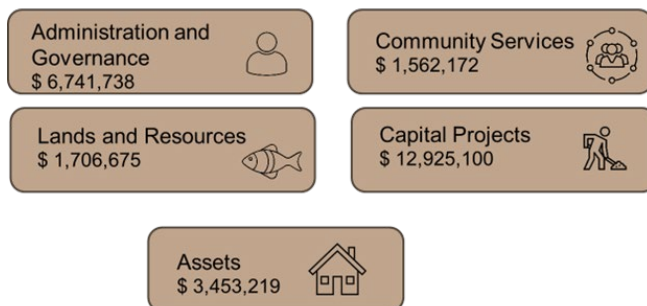 Administration and
Governance
$ 6,741,738
Community Services
$ 1,562,172
Lands and Resources
$ 1,706,675
Capital Projects
$ 12,925,100
Assets
$ 3,453,219